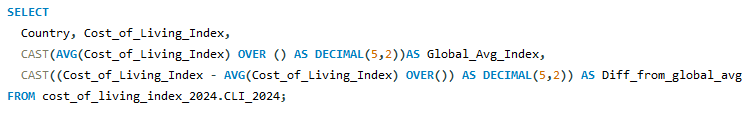 SELECT
Country, Cost_of_Living_Index,
CAST(AVG(Cost_of_Living_Index) OVER () AS DECIMAL(5,2))AS Global_Avg_Index,
CAST((Cost_of_Living_Index - AVG(Cost_of_Living_Index) OVER()) AS DECIMAL(5,2)) AS Diff_from_global_avg
FROM cost_of_living_index_2024.CLI_2024;